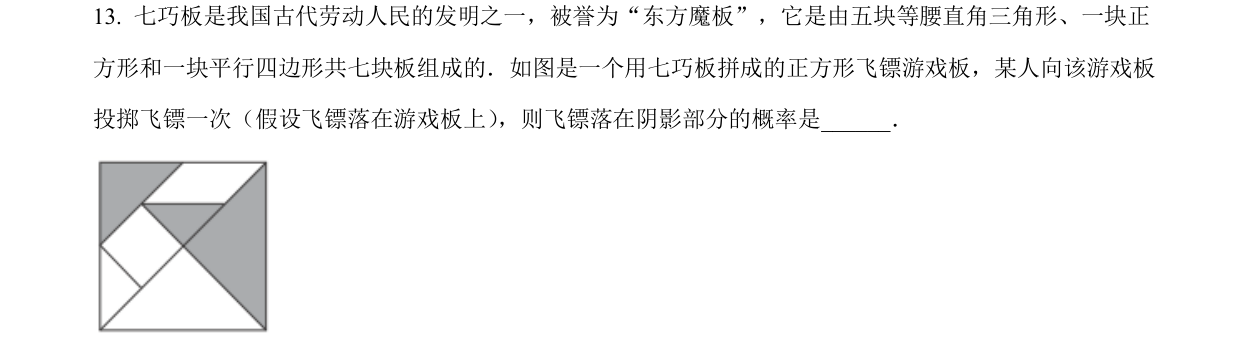 13. 七巧板是我国古代劳动人民的发明之一，被誉为“东方魔板”，它是由五块等腰直角三角形、一块正
方形和一块平行四边形共七块板组成的．如图是一个用七巧板拼成的正方形飞镖游戏板，某人向该游戏板
投掷飞镖一次（假设飞镖落在游戏板上），则飞镖落在阴影部分的概率是______．